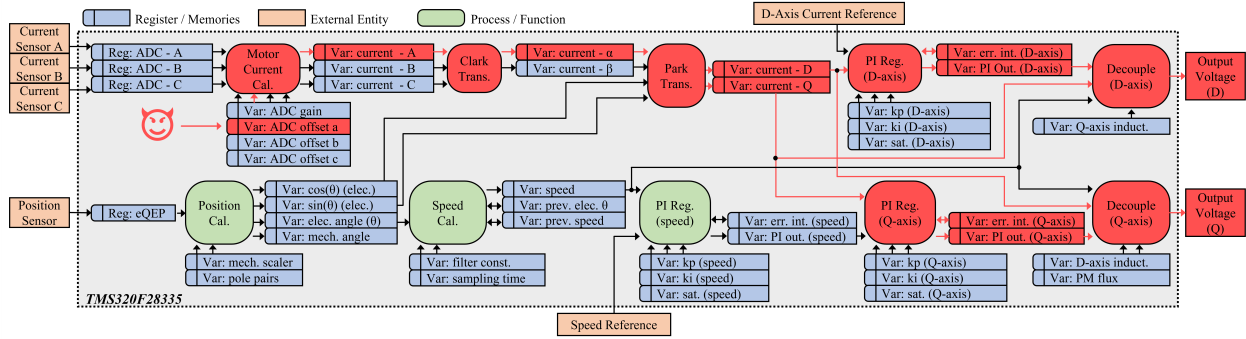 Register / Memories
External Entity
Process / Function
D-Axis Current Reference
Current
Sensor A
Current
Sensor B
Current
Sensor C
Reg: ADC - A
Reg: ADC - B
Reg: ADC - C
Motor
Current
Cal.
Var: current - A
Var: current - B
Var: current - C
Clark
Trans.
Var: current - α
Var: current - β
Park
Trans.
Var: current - D
Var: current - Q
PI Reg.
(D-axis)
Var: err. int. (D-axis)
Var: PI Out. (D-axis)
Decouple
(D-axis)
Output
Voltage
(D)
Var: ADC gain
Var: ADC offset a
Var: ADC offset b
Var: ADC offset c
Var: kp (D-axis)
Var: ki (D-axis)
Var: sat. (D-axis)
Var: Q-axis induct.
Position
Sensor
Reg: eQEP
Position
Cal.
Var: cos(θ) (elec.)
Var: sin(θ) (elec.)
Var: elec. angle (θ)
Var: mech. angle
Speed
Cal.
Var: speed
Var: prev. elec. θ
Var: prev. speed
PI Reg.
(speed)
Var: err. int. (speed)
Var: PI out. (speed)
PI Reg.
(Q-axis)
Var: err. int. (Q-axis)
Var: PI out. (Q-axis)
Decouple
(Q-axis)
Output
Voltage
(Q)
Var: mech. scaler
Var: pole pairs
Var: filter const.
Var: sampling time
Var: kp (speed)
Var: ki (speed)
Var: sat. (speed)
Var: kp (Q-axis)
Var: ki (Q-axis)
Var: sat. (Q-axis)
Var: D-axis induct.
Var: PM flux
TMS320F28335
Speed Reference